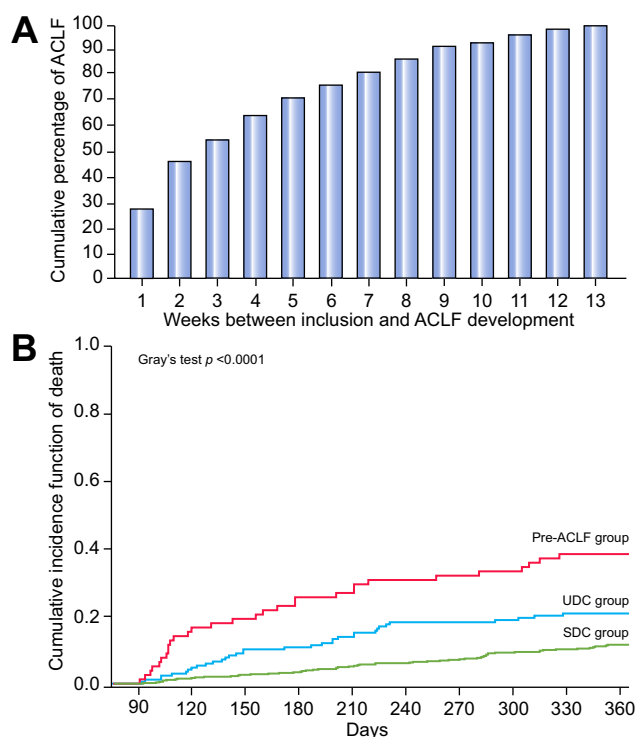 A
Cumulative percentage of ACLF
100
90
80
70
60
50
40
30
20
10
0
1 2 3 4 5 6 7 8 9 10 11 12 13
Weeks between inclusion and ACLF development
B
Cumulative incidence function of death
Gray's test p <0.0001
1.0
0.8
0.6
0.4
0.2
0.0
Pre-ACLF group
UDC group
SDC group
90 120 150 180 210 240 270 300 330 360
Days